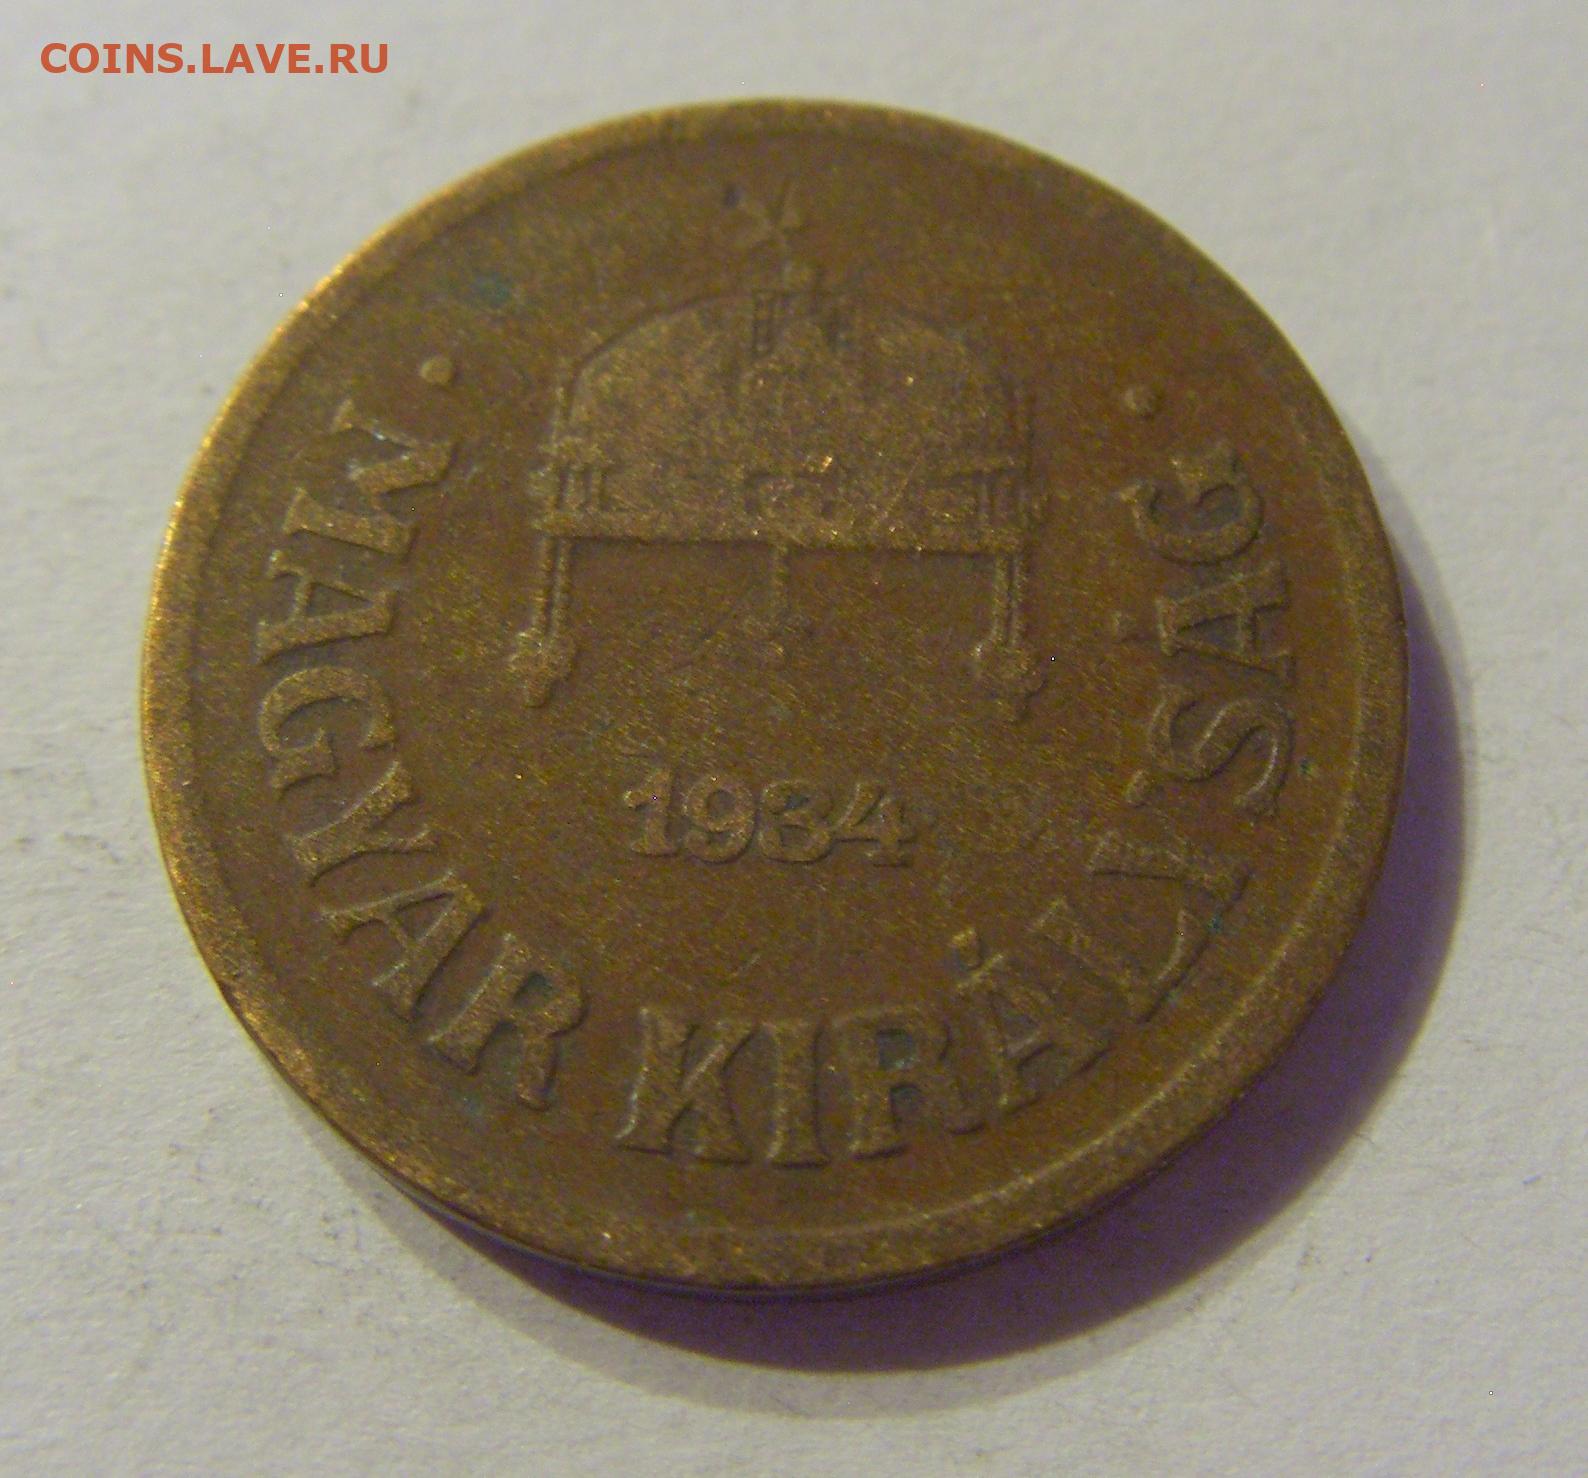 COINS.LAVE.RU
· MAGYAR KIRÁLYSÁG ·
1934